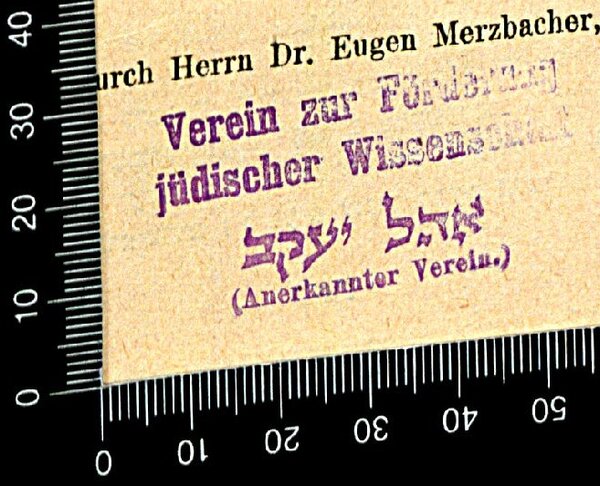 urch Herrn Dr. Eugen Merzbacher,
Verein zur Förderung
jüdischer Wissenschaft
אהל יעקב
(Anerkannter Verein.)
40
30
20
10
0
0 10 20 30 40 50